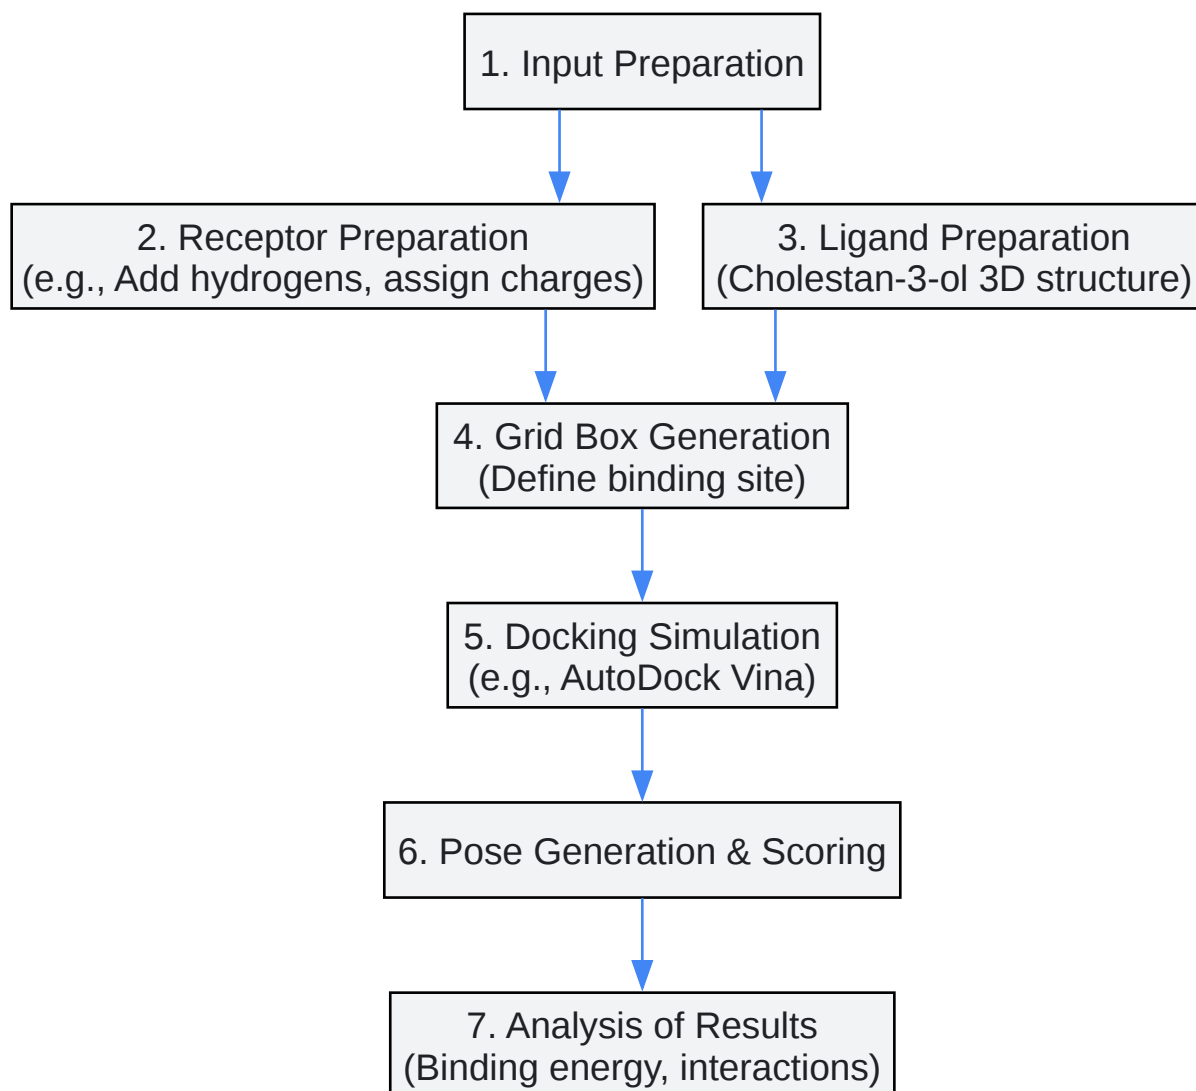 1. Input Preparation
2. Receptor Preparation
(e.g., Add hydrogens, assign charges)
3. Ligand Preparation
(Cholestan-3-ol 3D structure)
4. Grid Box Generation
(Define binding site)
5. Docking Simulation
(e.g., AutoDock Vina)
6. Pose Generation & Scoring
7. Analysis of Results
(Binding energy, interactions)